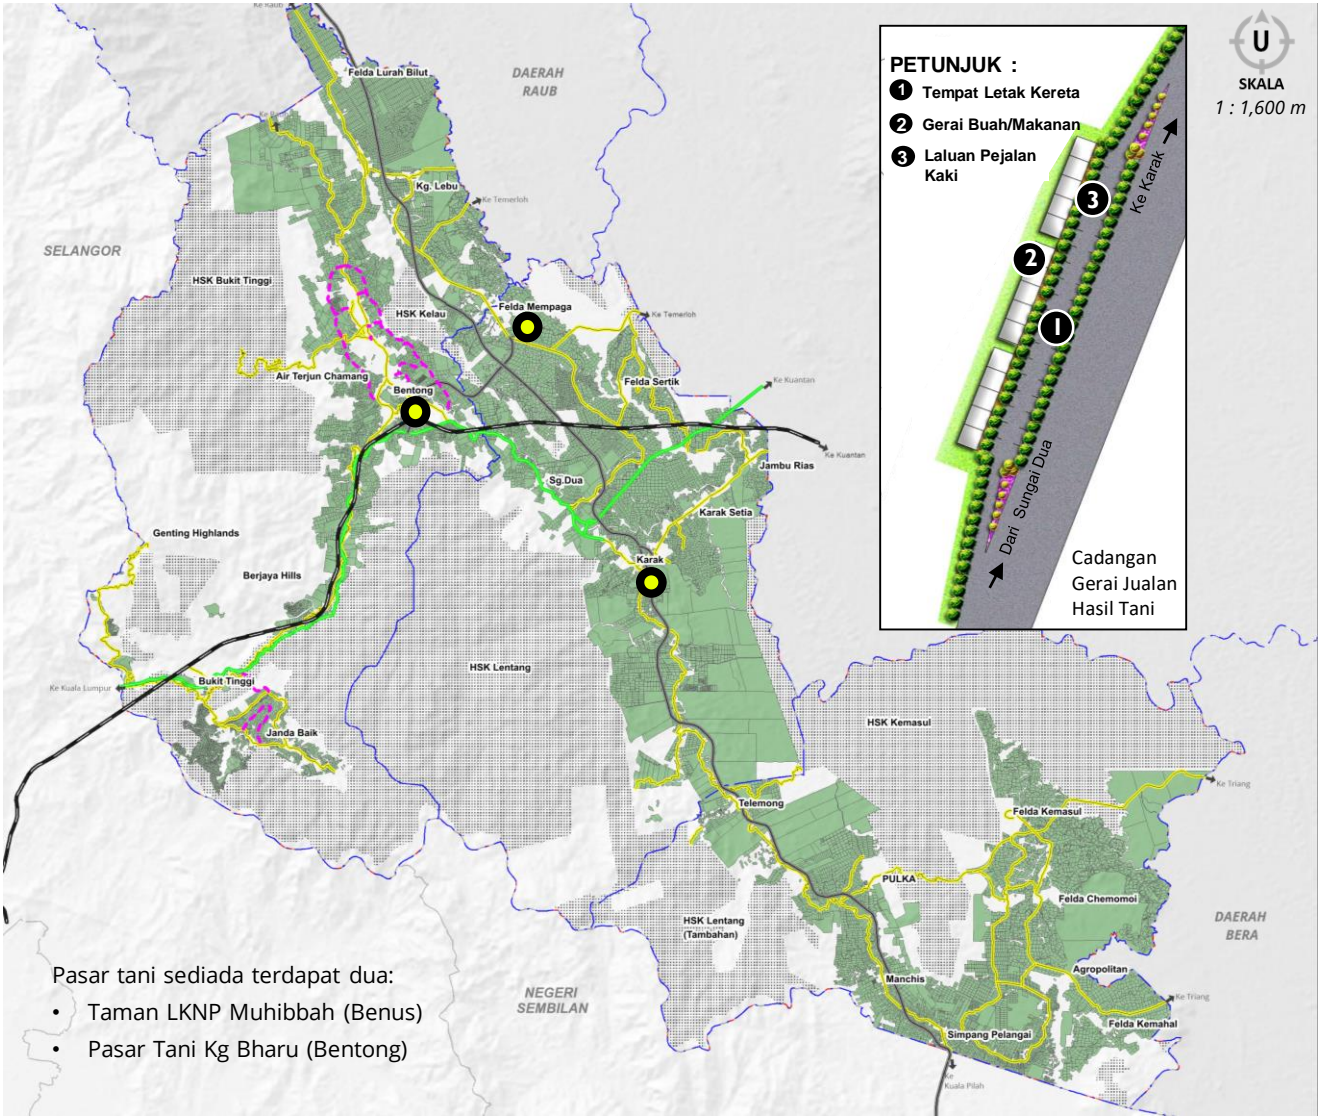 Ke Raub
Felda Lurah Bilut
DAERAH
RAUB
U
SKALA
1 : 1,600 m
PETUNJUK :
1 Tempat Letak Kereta
2 Gerai Buah/Makanan
3 Laluan Pejalan
Kaki
3
2
1
Ke Karak
Dari Sungai Dua
Cadangan
Gerai Jualan
Hasil Tani
Kg. Lebu
Ke Temerloh
SELANGOR
HSK Bukit Tinggi
HSK Kelau
Felda Mempaga
Ke Temerloh
Air Terjun Chamang
Bentong
Felda Sertik
Ke Kuantan
Ke Kuantan
Jambu Rias
Sg.Dua
Karak Setia
Genting Highlands
Berjaya Hills
Karak
HSK Lentang
Ke Kuala Lumpur
Bukit Tinggi
Janda Baik
HSK Kemasul
Ke Triang
Telemong
Felda Kemasul
PULKA
Felda Chemomoi
HSK Lentang
(Tambahan)
DAERAH
BERA
Manchis
Agropolitan
Ke Triang
Felda Kemahal
Simpang Pelangai
Ke
Kuala Pilah
NEGERI
SEMBILAN
Pasar tani sediada terdapat dua:
• Taman LKNP Muhibbah (Benus)
• Pasar Tani Kg Bharu (Bentong)